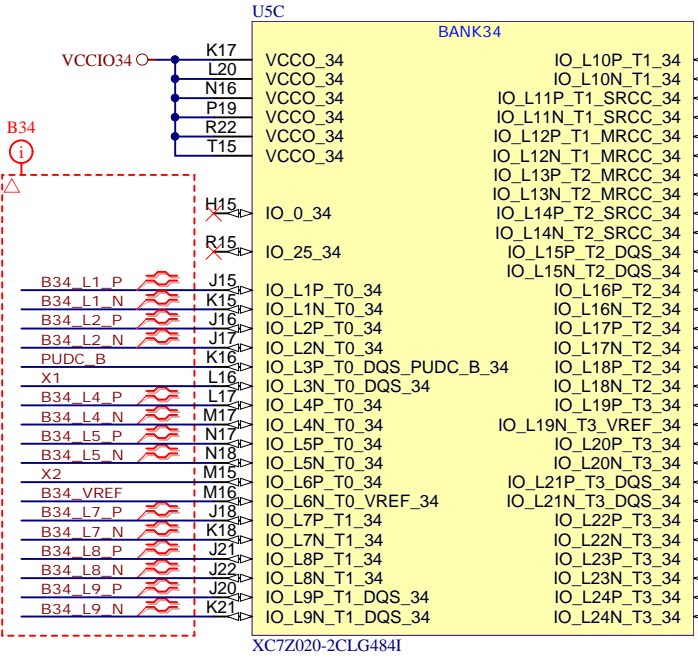 U5C
BANK34
VCCIO34
K17 VCCO_34 IO_L10P_T1_34
L20 VCCO_34 IO_L10N_T1_34
N16 VCCO_34 IO_L11P_T1_SRCC_34
P19 VCCO_34 IO_L11N_T1_SRCC_34
R22 VCCO_34 IO_L12P_T1_MRCC_34
T15 VCCO_34 IO_L12N_T1_MRCC_34
IO_L13P_T2_MRCC_34
IO_L13N_T2_MRCC_34
B34
i
H15 IO_0_34 IO_L14P_T2_SRCC_34
IO_L14N_T2_SRCC_34
R15 IO_25_34 IO_L15P_T2_DQS_34
IO_L15N_T2_DQS_34
B34_L1_P J15 IO_L1P_T0_34 IO_L16P_T2_34
B34_L1_N K15 IO_L1N_T0_34 IO_L16N_T2_34
B34_L2_P J16 IO_L2P_T0_34 IO_L17P_T2_34
B34_L2_N J17 IO_L2N_T0_34 IO_L17N_T2_34
PUDC_B K16 IO_L3P_T0_DQS_PUDC_B_34 IO_L18P_T2_34
X1 L16 IO_L3N_T0_DQS_34 IO_L18N_T2_34
B34_L4_P L17 IO_L4P_T0_34 IO_L19P_T3_34
B34_L4_N M17 IO_L4N_T0_34 IO_L19N_T3_VREF_34
B34_L5_P N17 IO_L5P_T0_34 IO_L20P_T3_34
B34_L5_N N18 IO_L5N_T0_34 IO_L20N_T3_34
X2 M15 IO_L6P_T0_34 IO_L21P_T3_DQS_34
B34_VREF M16 IO_L6N_T0_VREF_34 IO_L21N_T3_DQS_34
B34_L7_P J18 IO_L7P_T1_34 IO_L22P_T3_34
B34_L7_N K18 IO_L7N_T1_34 IO_L22N_T3_34
B34_L8_P J21 IO_L8P_T1_34 IO_L23P_T3_34
B34_L8_N J22 IO_L8N_T1_34 IO_L23N_T3_34
B34_L9_P J20 IO_L9P_T1_DQS_34 IO_L24P_T3_34
B34_L9_N K21 IO_L9N_T1_DQS_34 IO_L24N_T3_34
XC7Z020-2CLG484I